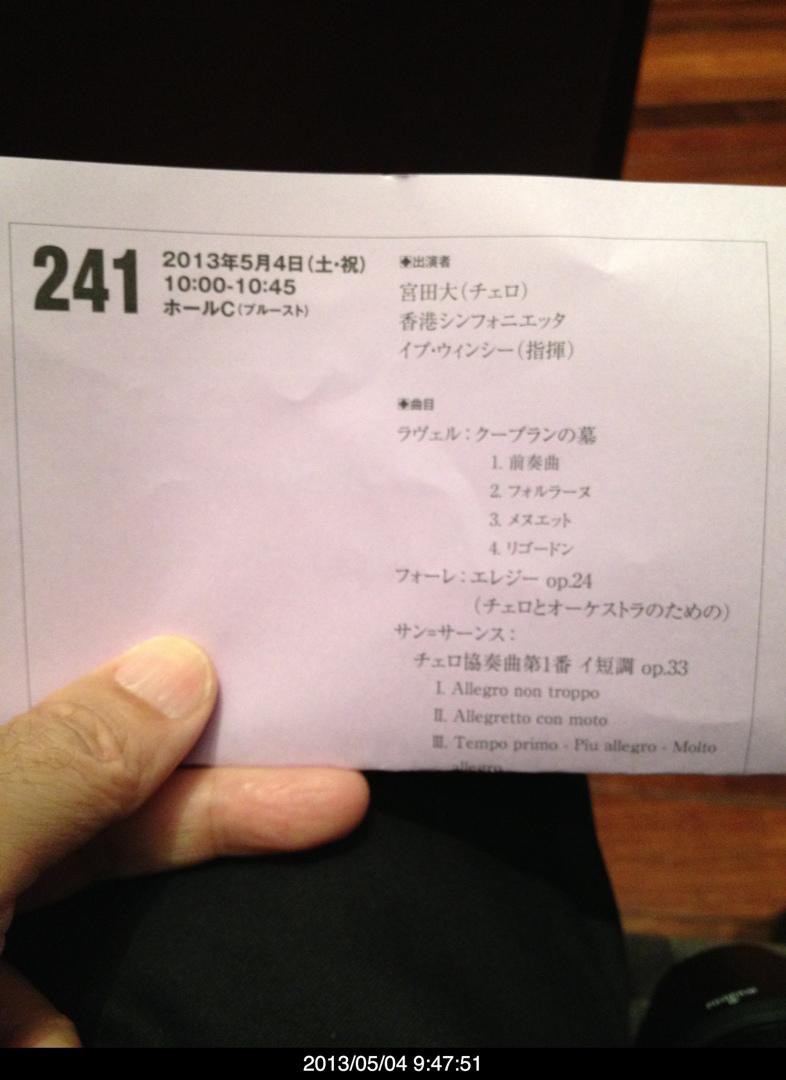 241
2013年5月4日(土・祝)
10:00-10:45
ホールC(プルースト)
◆出演者
宮田大(チェロ)
香港シンフォニエッタ
イプ・ウィンシー(指揮)
◆曲目
ラヴェル:クープランの墓
1. 前奏曲
2. フォルラーヌ
3. メヌエット
4. リゴードン
フォーレ:エレジー op.24
(チェロとオーケストラのための)
サン=サーンス:
チェロ協奏曲第1番 イ短調 op.33
I. Allegro non troppo
II. Allegretto con moto
III. Tempo primo - Piu allegro - Molto
allegro
2013/05/04 9:47:51